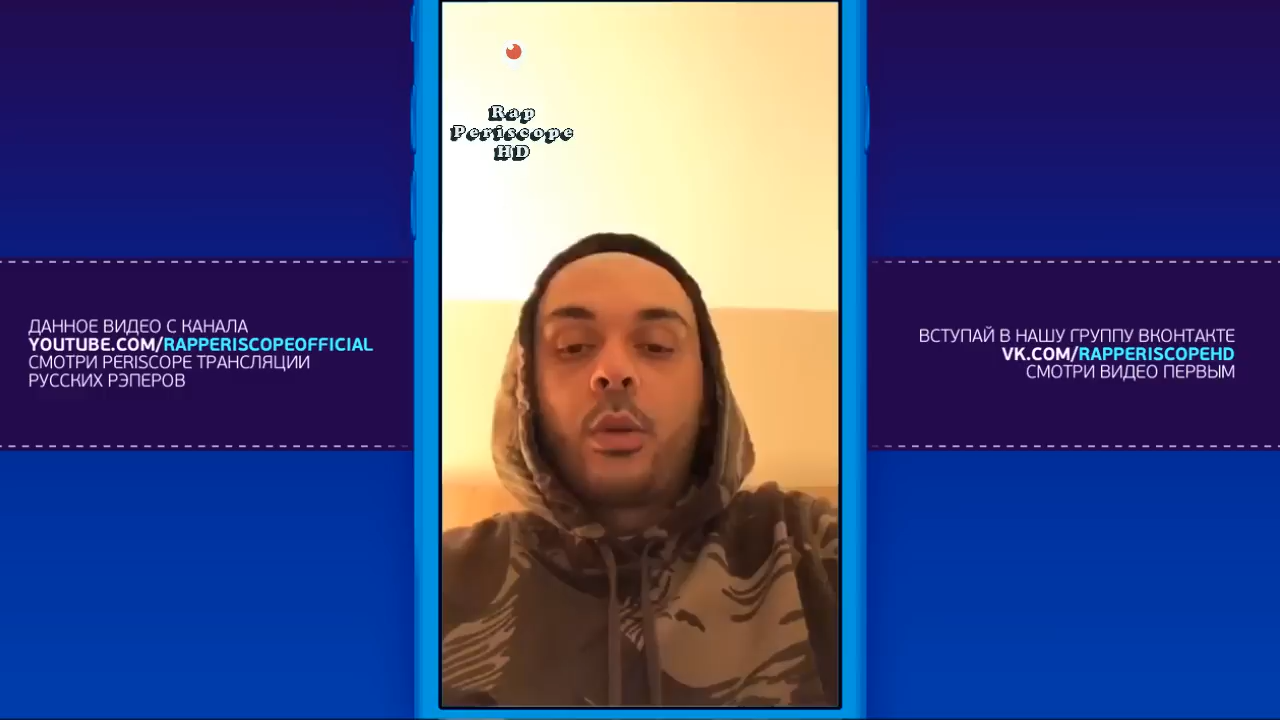 Rap
Periscope
HD
ДАННОЕ ВИДЕО С КАНАЛА
YOUTUBE.COM/RAPPERISCOPEOFFICIAL
СМОТРИ PERISCOPE ТРАНСЛЯЦИИ
РУССКИХ РЭПЕРОВ
ВСТУПАЙ В НАШУ ГРУППУ ВКОНТАКТЕ
VK.COM/RAPPERISCOPEHD
СМОТРИ ВИДЕО ПЕРВЫМ